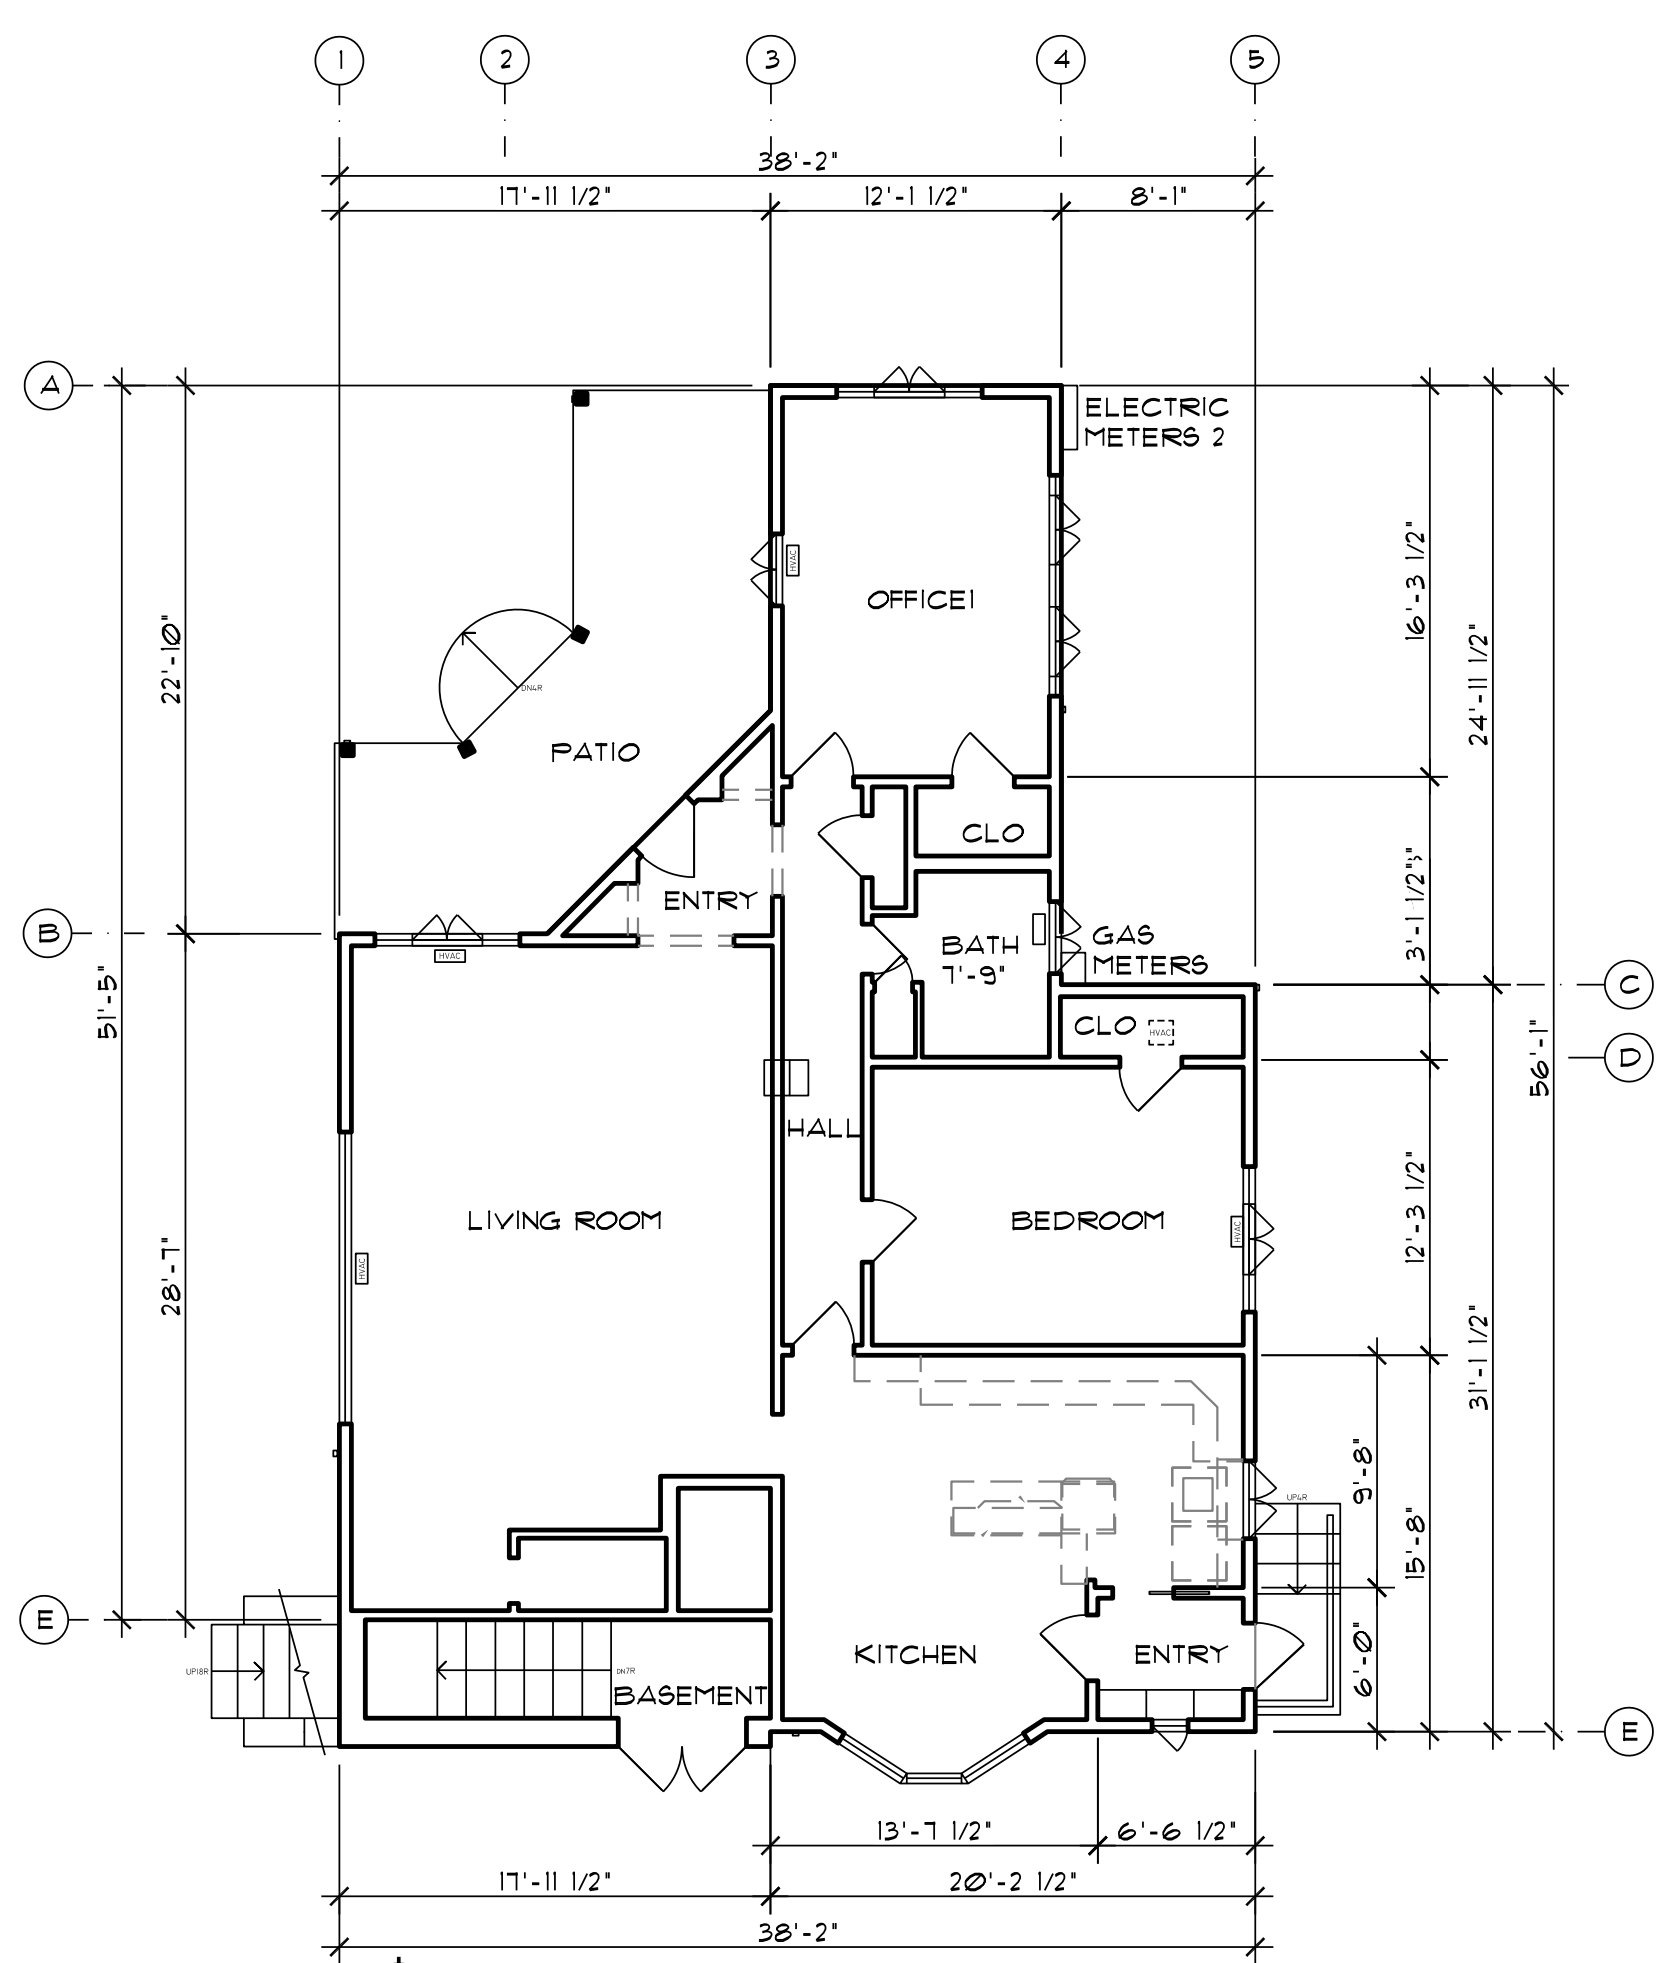 1 2 3 4 5
38'-2"
17'-11 1/2" 12'-1 1/2" 8'-1"
A
ELECTRIC
METERS 2
HVAC
OFFICE1
16'-3 1/2"
22'-10"
24'-11 1/2"
DN4R
PATIO
CLO
ENTRY
3'-1 1/2"
B
GAS
METERS
BATH
7'-9"
HVAC
C
51'-5"
CLO
HVAC
56'-1"
D
HALL
LIVING ROOM
BEDROOM
HVAC
12'-3 1/2"
HVAC
28'-7"
31'-1 1/2"
9'-8"
UP4R
15'-8"
E
KITCHEN
ENTRY
6'-0"
UP18R
DN7R
BASEMENT
E
13'-7 1/2" 6'-6 1/2"
17'-11 1/2" 20'-2 1/2"
38'-2"